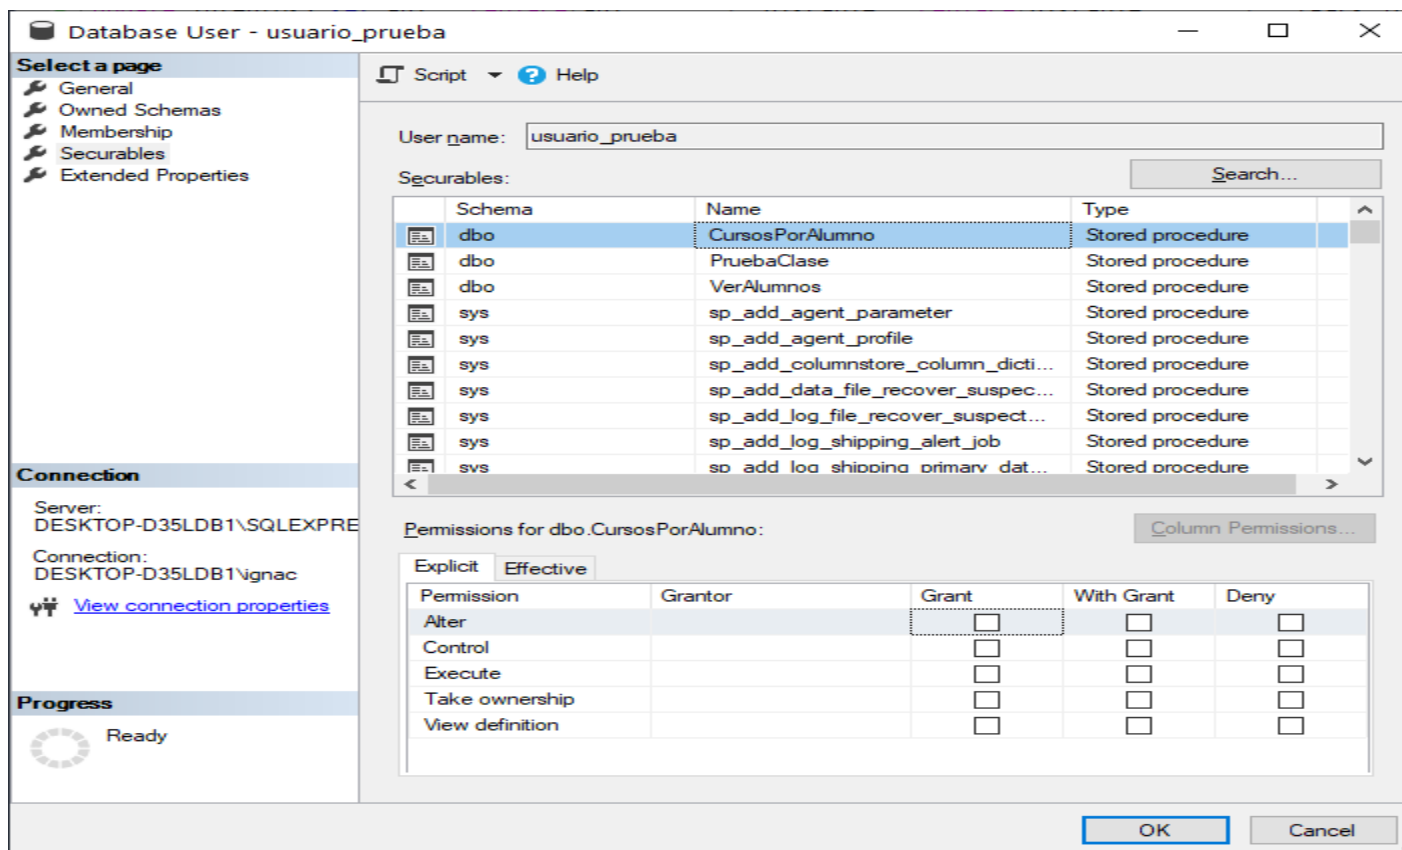 Database User - usuario_prueba
Select a page
General
Owned Schemas
Membership
Securables
Extended Properties
Script
Help
User name: usuario_prueba
Securables:
Search...
Schema Name Type
dbo CursosPorAlumno Stored procedure
dbo PruebaClase Stored procedure
dbo VerAlumnos Stored procedure
sys sp_add_agent_parameter Stored procedure
sys sp_add_agent_profile Stored procedure
sys sp_add_columnstore_column_dicti... Stored procedure
sys sp_add_data_file_recover_suspec... Stored procedure
sys sp_add_log_file_recover_suspect... Stored procedure
sys sp_add_log_shipping_alert_job Stored procedure
sys sp_add_log_shipping_primary_dat... Stored procedure
Connection
Server:
DESKTOP-D35LDB1\SQLEXPRE
Connection:
DESKTOP-D35LDB1\ignac
View connection properties
Progress
Ready
Permissions for dbo.CursosPorAlumno:
Column Permissions...
Explicit Effective
Permission Grantor Grant With Grant Deny
Alter
Control
Execute
Take ownership
View definition
OK Cancel